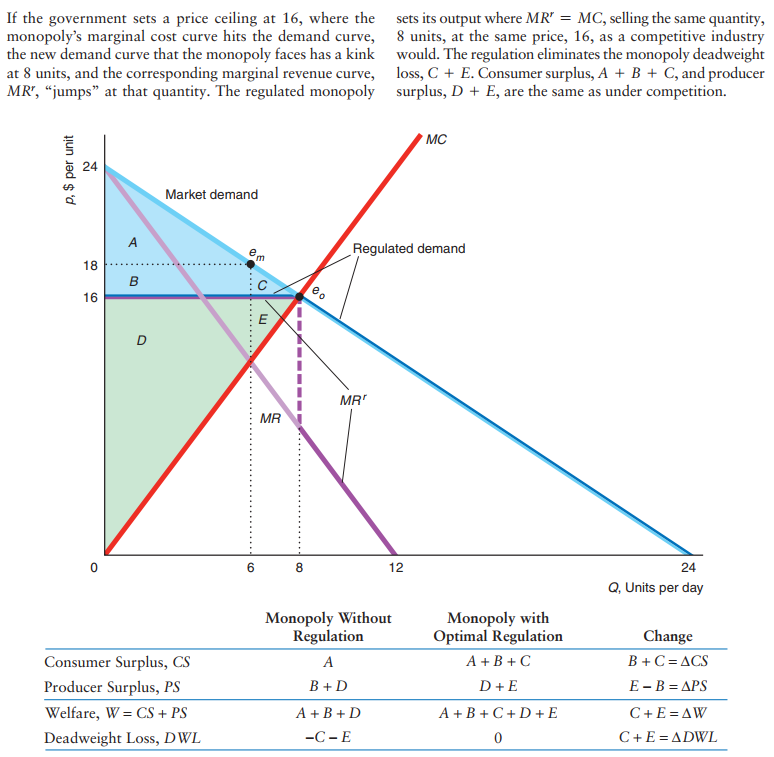 If the government sets a price ceiling at 16, where the
monopoly's marginal cost curve hits the demand curve,
the new demand curve that the monopoly faces has a kink
at 8 units, and the corresponding marginal revenue curve,
MRʳ, “jumps” at that quantity. The regulated monopoly
sets its output where MRʳ = MC, selling the same quantity,
8 units, at the same price, 16, as a competitive industry
would. The regulation eliminates the monopoly deadweight
loss, C + E. Consumer surplus, A + B + C, and producer
surplus, D + E, are the same as under competition.
p, $ per unit
MC
24
Market demand
A
eₘ
Regulated demand
18
B
C
eₒ
16
E
D
MRʳ
MR
0
6
8
12
24
Q, Units per day
Monopoly Without
Regulation
Monopoly with
Optimal Regulation
Change
Consumer Surplus, CS A A + B + C B + C = ΔCS
Producer Surplus, PS B + D D + E E – B = ΔPS
Welfare, W = CS + PS A + B + D A + B + C + D + E C + E = ΔW
Deadweight Loss, DWL –C – E 0 C + E = ΔDWL